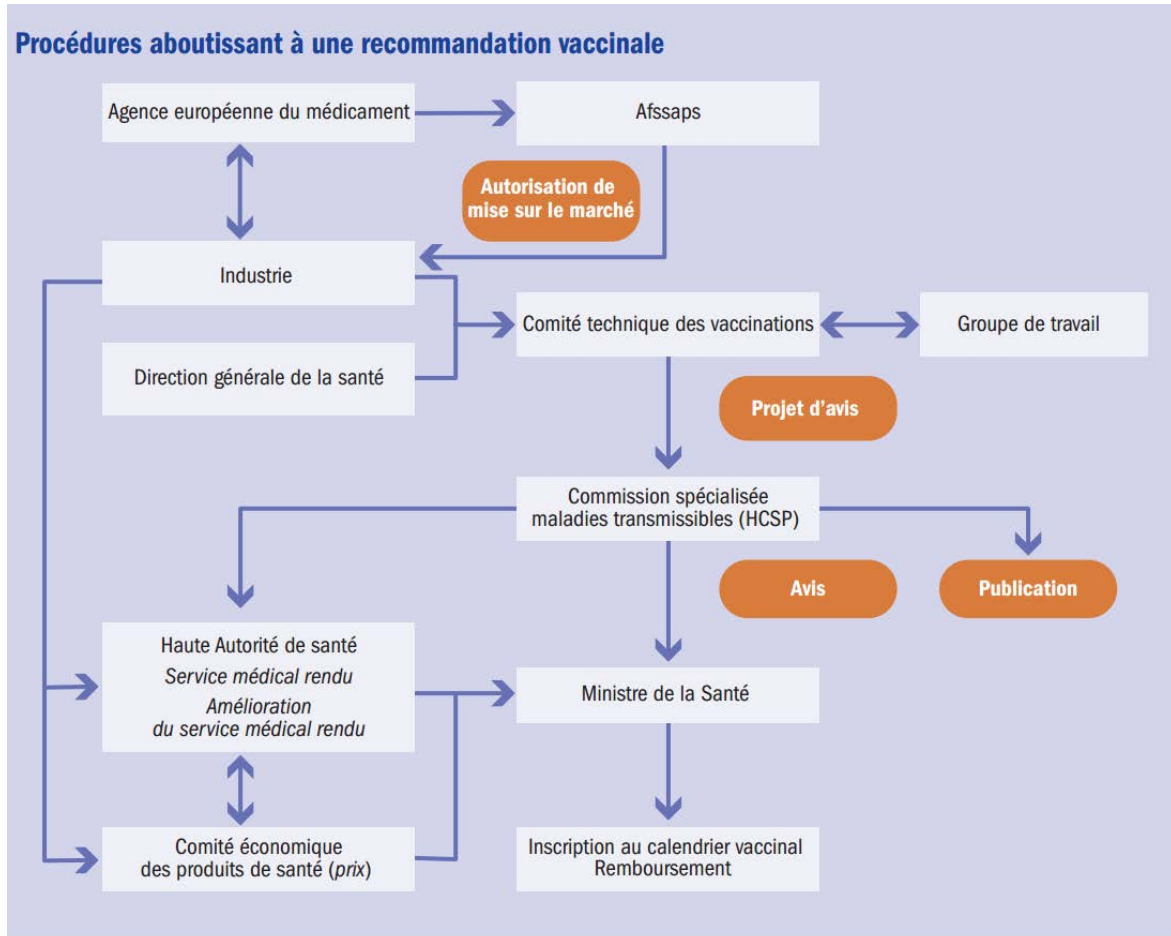 Procédures aboutissant à une recommandation vaccinale
Agence européenne du médicament
Afssaps
Autorisation de
mise sur le marché
Industrie
Comité technique des vaccinations
Groupe de travail
Direction générale de la santé
Projet d'avis
Commission spécialisée
maladies transmissibles (HCSP)
Avis
Publication
Haute Autorité de santé
Service médical rendu
Amélioration
du service médical rendu
Ministre de la Santé
Comité économique
des produits de santé (prix)
Inscription au calendrier vaccinal
Remboursement